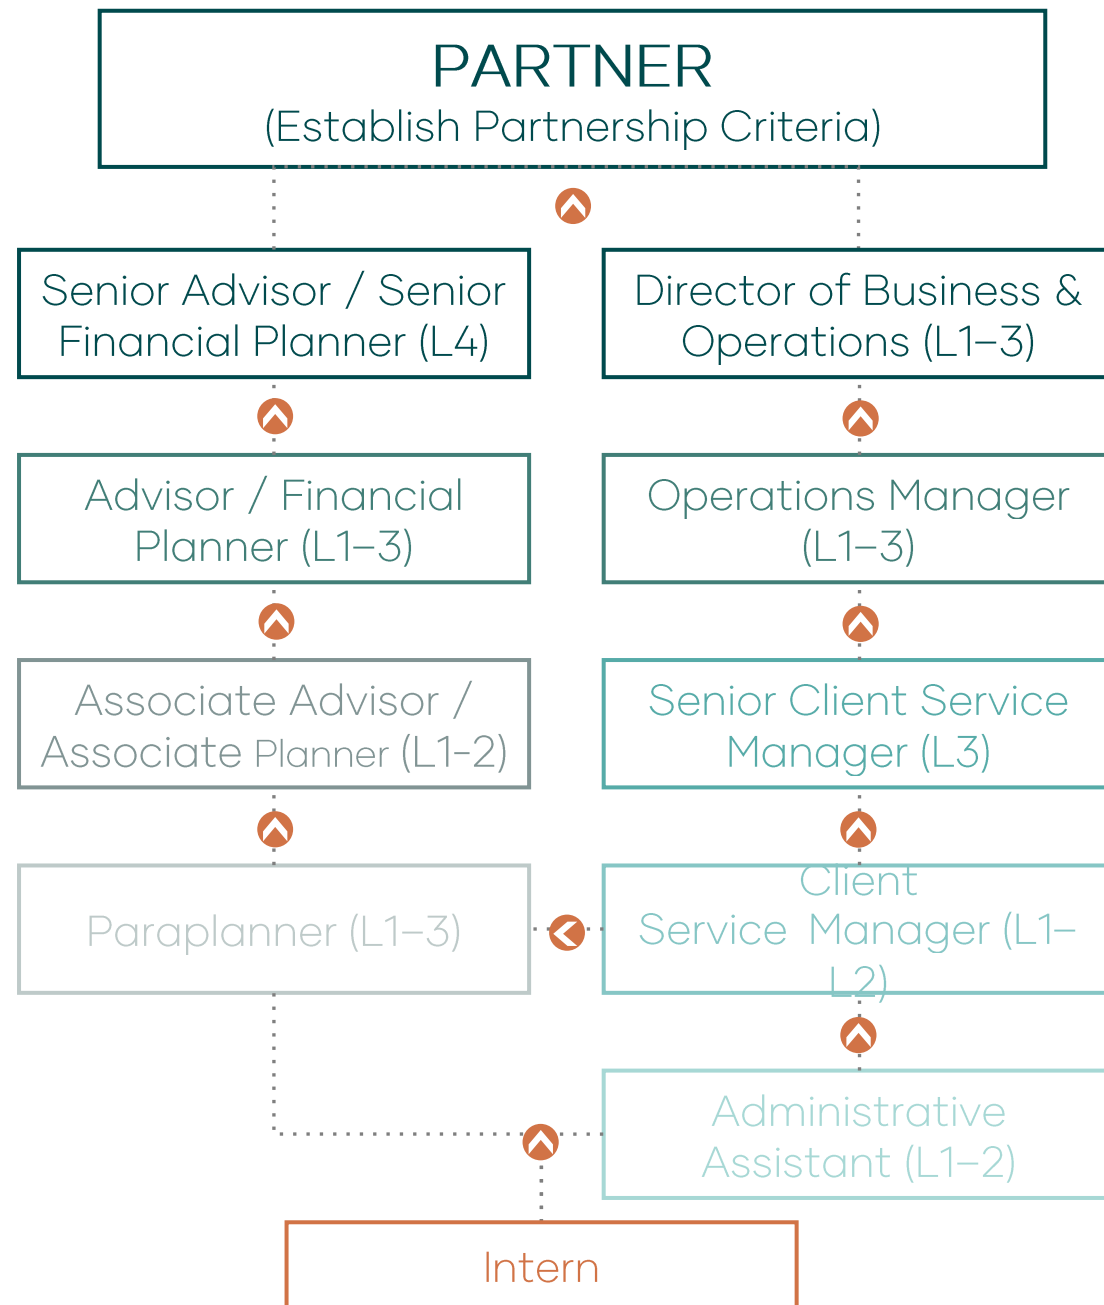 PARTNER
(Establish Partnership Criteria)
Senior Advisor / Senior
Financial Planner (L4)
Director of Business &
Operations (L1–3)
Advisor / Financial
Planner (L1–3)
Operations Manager
(L1–3)
Associate Advisor /
Associate Planner (L1-2)
Senior Client Service
Manager (L3)
Paraplanner (L1–3)
Client
Service Manager (L1–
L2)
Administrative
Assistant (L1–2)
Intern